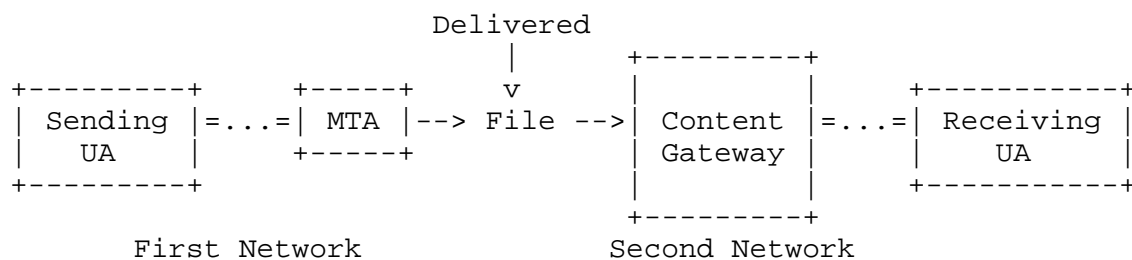 Delivered
|          +---------+
+---------+     +-----+     v      |         |     +-----------+
| Sending |=...=| MTA |--> File -->| Content |=...=| Receiving |
|   UA    |     +-----+            | Gateway |     |    UA     |
+---------+                        |         |     +-----------+
+---------+
First Network             Second Network